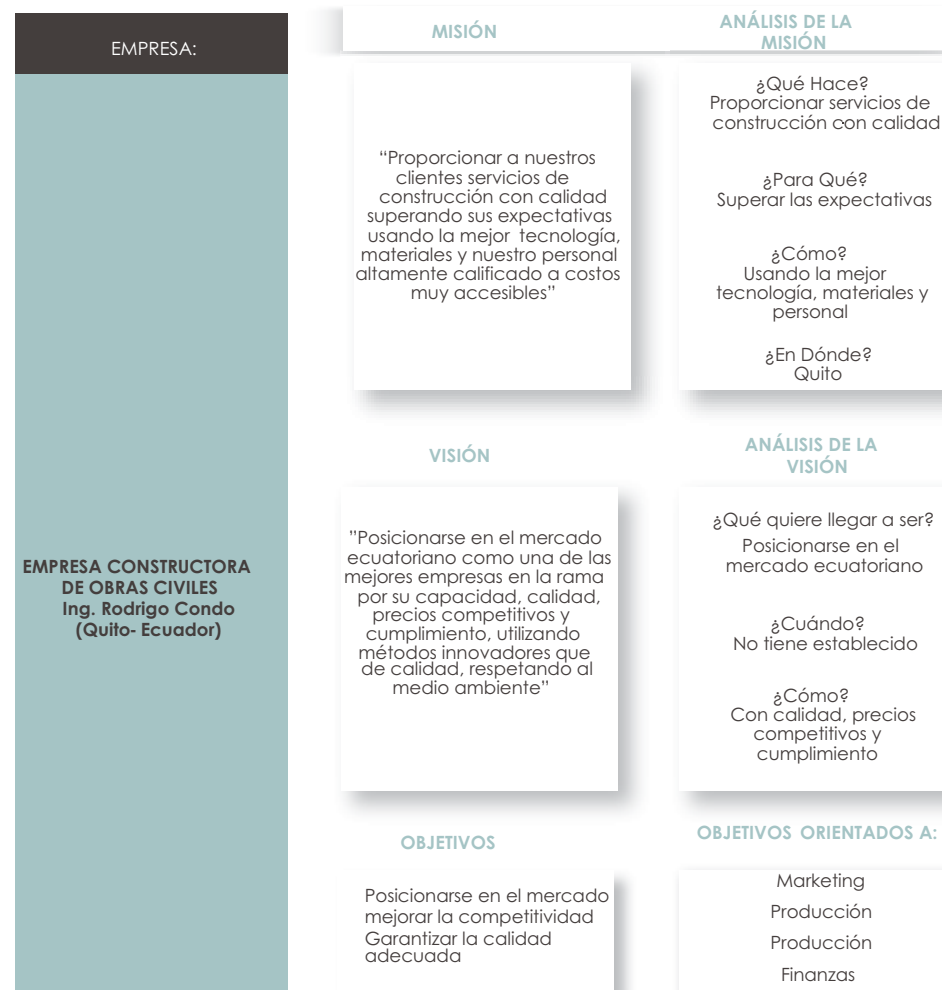 EMPRESA:
EMPRESA CONSTRUCTORA
DE OBRAS CIVILES
Ing. Rodrigo Condo
(Quito- Ecuador)
MISIÓN
“Proporcionar a nuestros
clientes servicios de
construcción con calidad
superando sus expectativas
usando la mejor tecnología,
materiales y nuestro personal
altamente calificado a costos
muy accesibles”
ANÁLISIS DE LA
MISIÓN
¿Qué Hace?
Proporcionar servicios de
construcción con calidad
¿Para Qué?
Superar las expectativas
¿Cómo?
Usando la mejor
tecnología, materiales y
personal
¿En Dónde?
Quito
VISIÓN
”Posicionarse en el mercado
ecuatoriano como una de las
mejores empresas en la rama
por su capacidad, calidad,
precios competitivos y
cumplimiento, utilizando
métodos innovadores que
de calidad, respetando al
medio ambiente”
ANÁLISIS DE LA
VISIÓN
¿Qué quiere llegar a ser?
Posicionarse en el
mercado ecuatoriano
¿Cuándo?
No tiene establecido
¿Cómo?
Con calidad, precios
competitivos y
cumplimiento
OBJETIVOS
Posicionarse en el mercado
mejorar la competitividad
Garantizar la calidad
adecuada
OBJETIVOS ORIENTADOS A:
Marketing
Producción
Producción
Finanzas